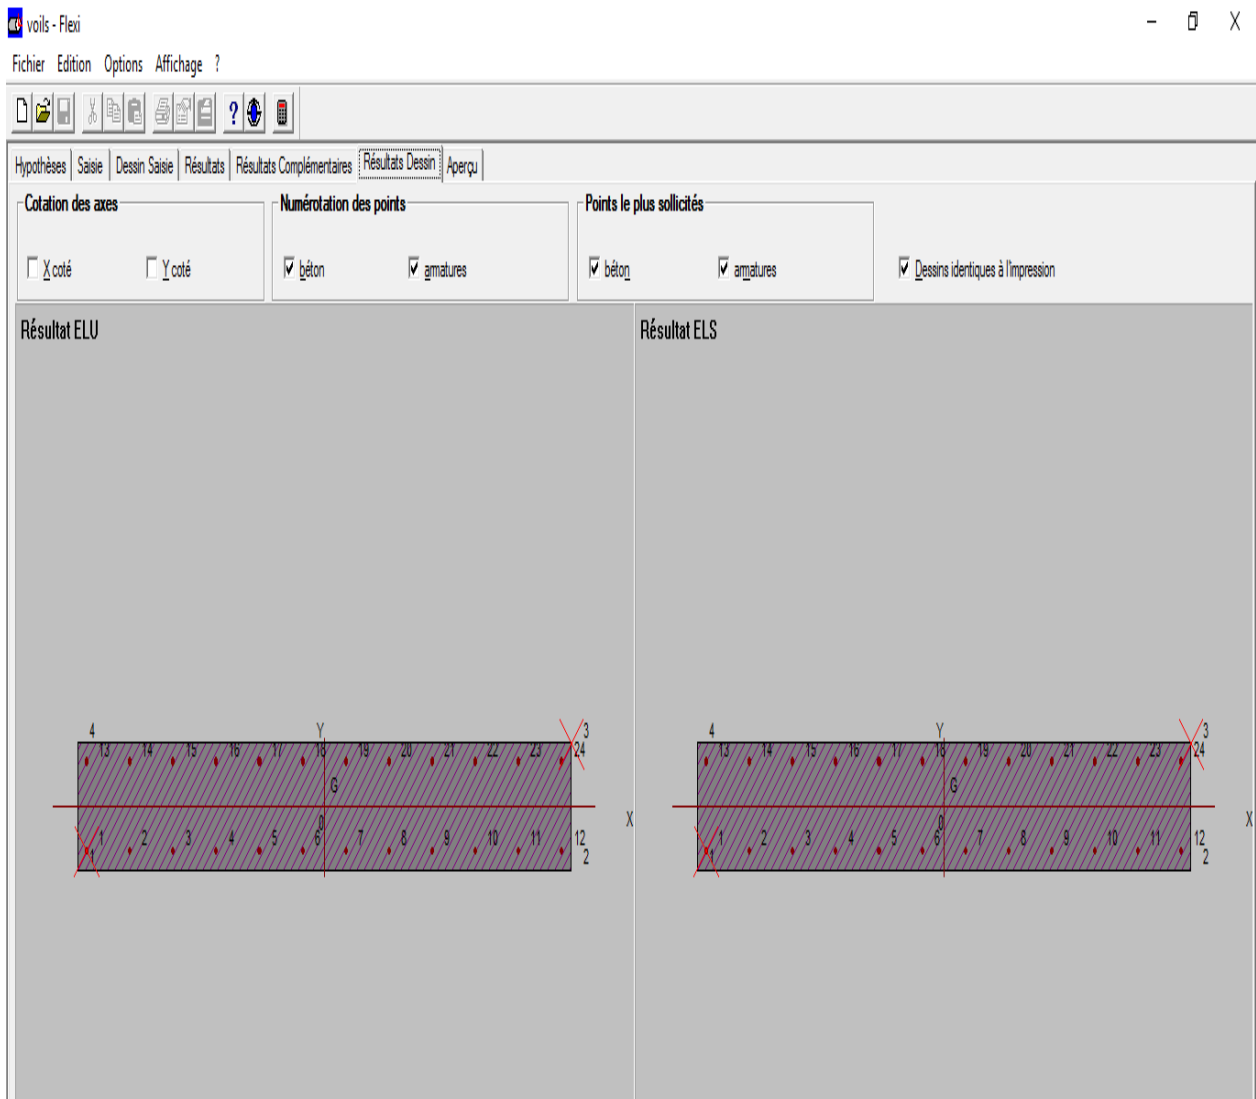 voils - Flexi
Fichier Edition Options Affichage ?
?
Hypothèses Saisie Dessin Saisie Résultats Résultats Complémentaires Résultats Dessin Aperçu
Cotation des axes Numérotation des points Points le plus sollicités
X coté Y coté béton armatures béton armatures Dessins identiques à l'impression
Résultat ELU Résultat ELS
4 Y 3 4 Y 3
13 14 15 16 17 18 19 20 21 22 23 24 13 14 15 16 17 18 19 20 21 22 23 24
G G
0 X 0 X
1 2 3 4 5 6 7 8 9 10 11 12 1 2 3 4 5 6 7 8 9 10 11 12
1 2 1 2